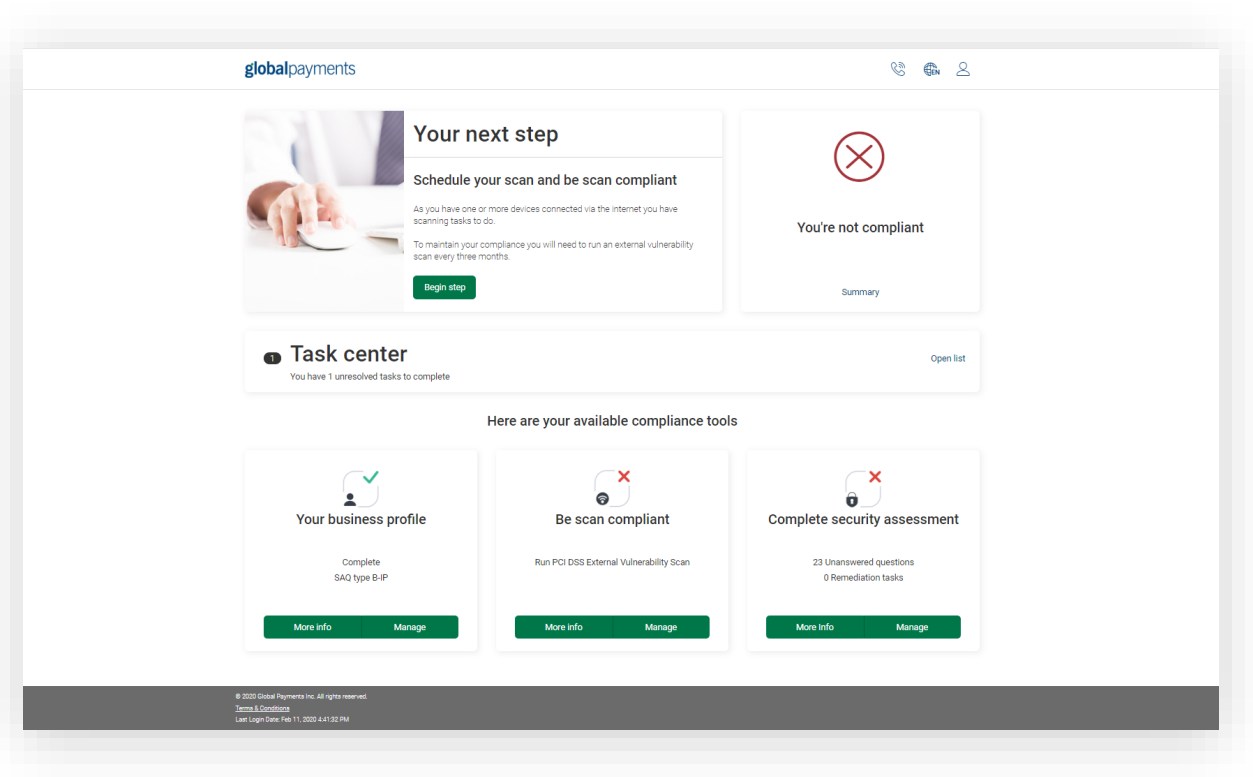 globalpayments
EN
Your next step
Schedule your scan and be scan compliant
As you have one or more devices connected via the internet you have
scanning tasks to do.
To maintain your compliance you will need to run an external vulnerability
scan every three months.
Begin step
You're not compliant
Summary
1
Task center
You have 1 unresolved tasks to complete
Open list
Here are your available compliance tools
Your business profile
Complete
SAQ type B-IP
More info Manage
Be scan compliant
Run PCI DSS External Vulnerability Scan
More info Manage
Complete security assessment
23 Unanswered questions
0 Remediation tasks
More Info Manage
© 2020 Global Payments Inc. All rights reserved.
Terms & Conditions
Last Login Date: Feb 11, 2020 4:41:32 PM